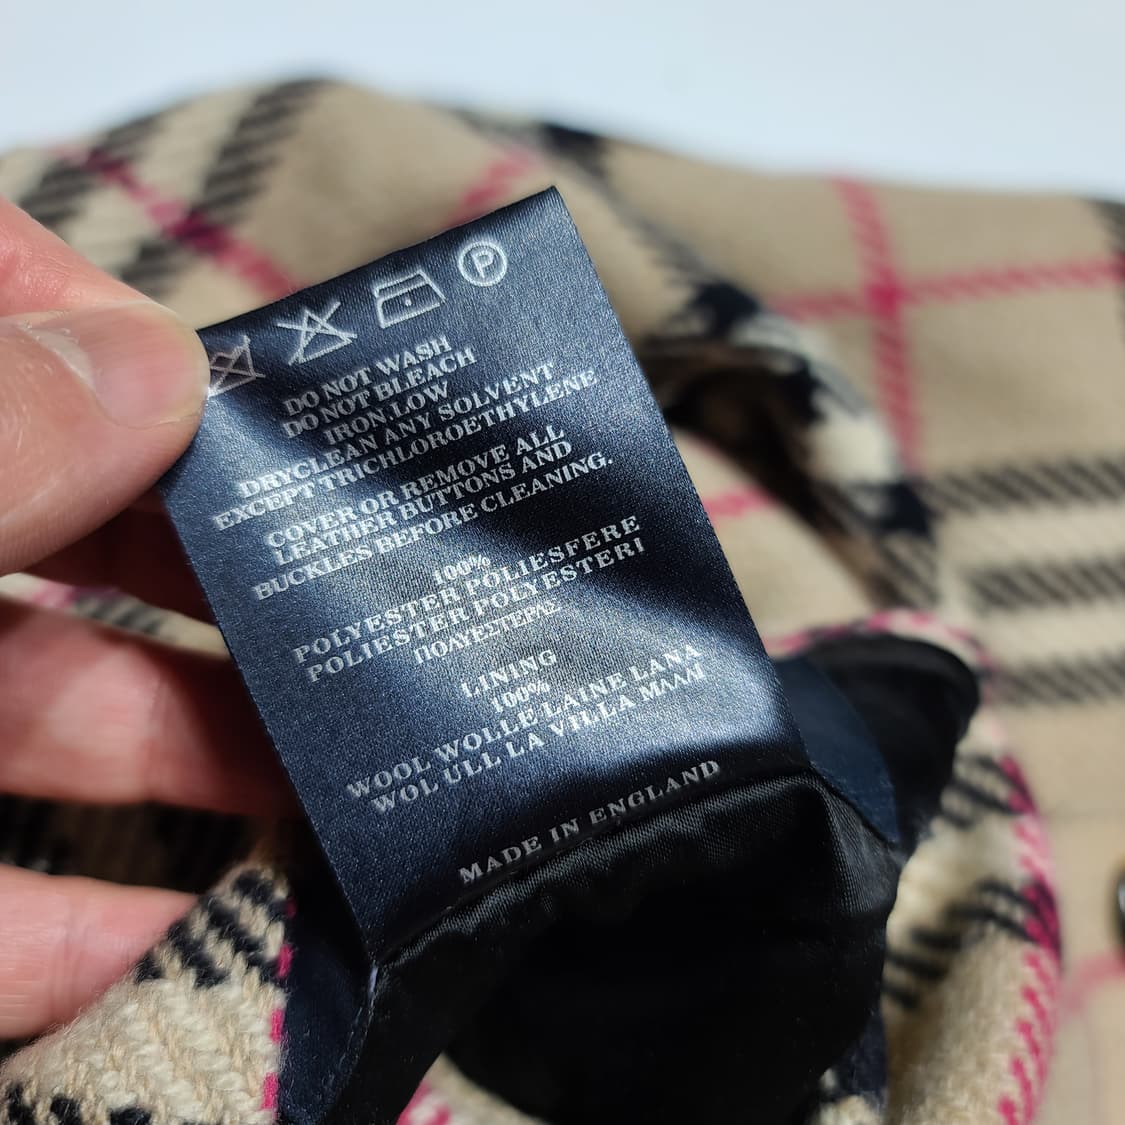 P
DO NOT WASH
DO NOT BLEACH
IRON LOW
DRYCLEAN ANY SOLVENT
EXCEPT TRICHLOROETHYLENE
COVER OR REMOVE ALL
LEATHER BUTTONS AND
BUCKLES BEFORE CLEANING.
100%
POLYESTER POLIESFERE
POLIESTER POLYESTERI
ΠΟΛΥΕΣΤΕΡΑΣ
LINING
100%
WOOL WOLLE LAINE LANA
WOL ULL LA VILLA ΜΑΛΛΙ
MADE IN ENGLAND